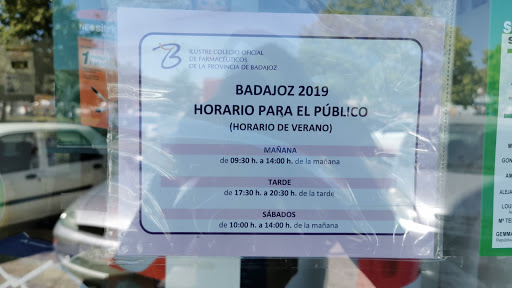 ILUSTRE COLEGIO OFICIAL
DE FARMACÉUTICOS
DE LA PROVINCIA DE BADAJOZ
BADAJOZ 2019
HORARIO PARA EL PÚBLICO
(HORARIO DE VERANO)
MAÑANA
de 09:30 h. a 14:00 h. de la mañana
TARDE
de 17:30 h. a 20:30 h. de la tarde
SÁBADOS
de 10:00 h. a 14:00 h. de la mañana